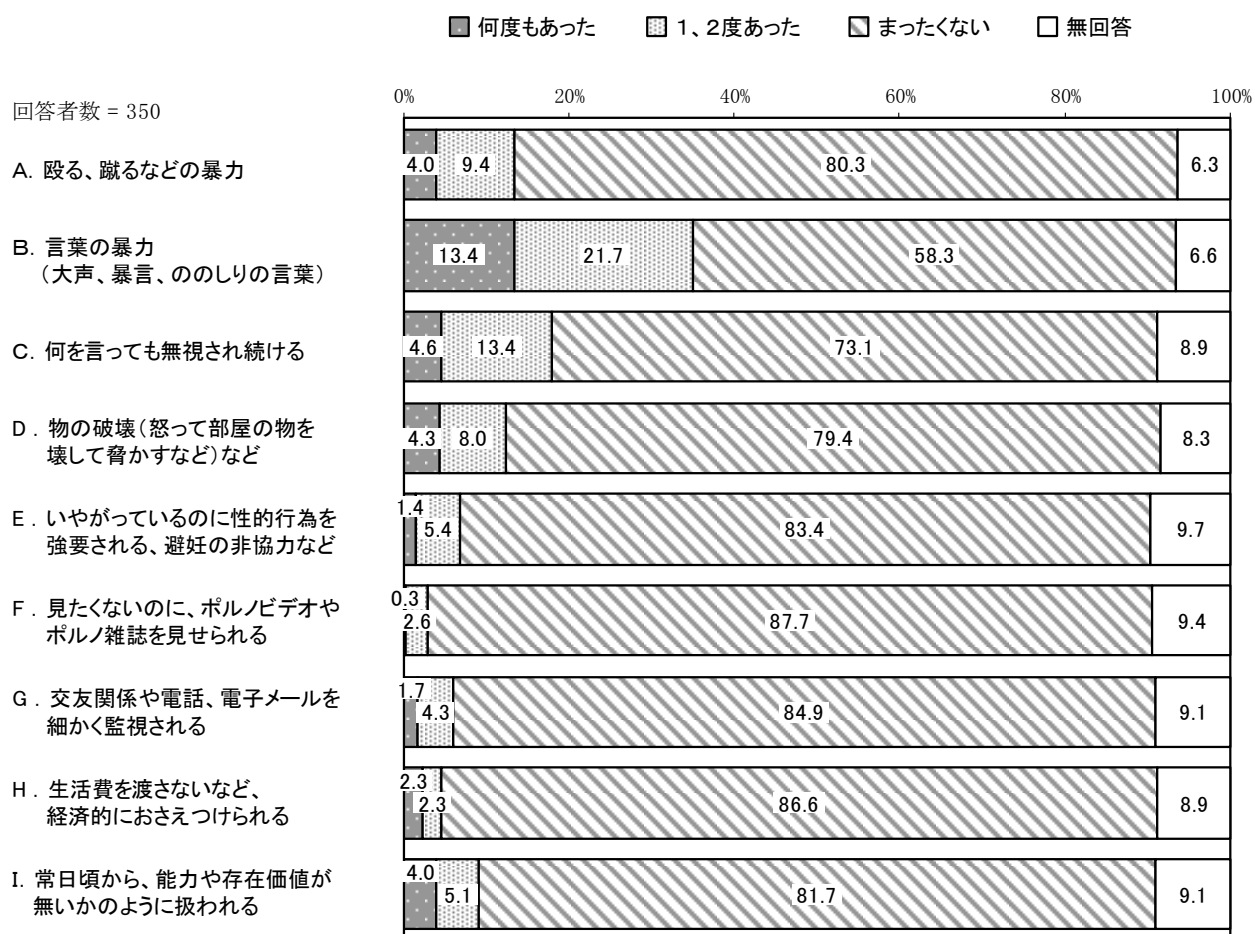 何度もあった　１、２度あった　まったくない　無回答
回答者数 = 350
0%　20%　40%　60%　80%　100%
A. 殴る、蹴るなどの暴力
4.0　9.4　80.3　6.3
B. 言葉の暴力
（大声、暴言、ののしりの言葉）
13.4　21.7　58.3　6.6
C. 何を言っても無視され続ける
4.6　13.4　73.1　8.9
D . 物の破壊（怒って部屋の物を
壊して脅かすなど）など
4.3　8.0　79.4　8.3
E . いやがっているのに性的行為を
強要される、避妊の非協力など
1.4　5.4　83.4　9.7
F . 見たくないのに、ポルノビデオや
ポルノ雑誌を見せられる
0.3　2.6　87.7　9.4
G . 交友関係や電話、電子メールを
細かく監視される
1.7　4.3　84.9　9.1
H . 生活費を渡さないなど、
経済的におさえつけられる
2.3　2.3　86.6　8.9
I. 常日頃から、能力や存在価値が
無いかのように扱われる
4.0　5.1　81.7　9.1